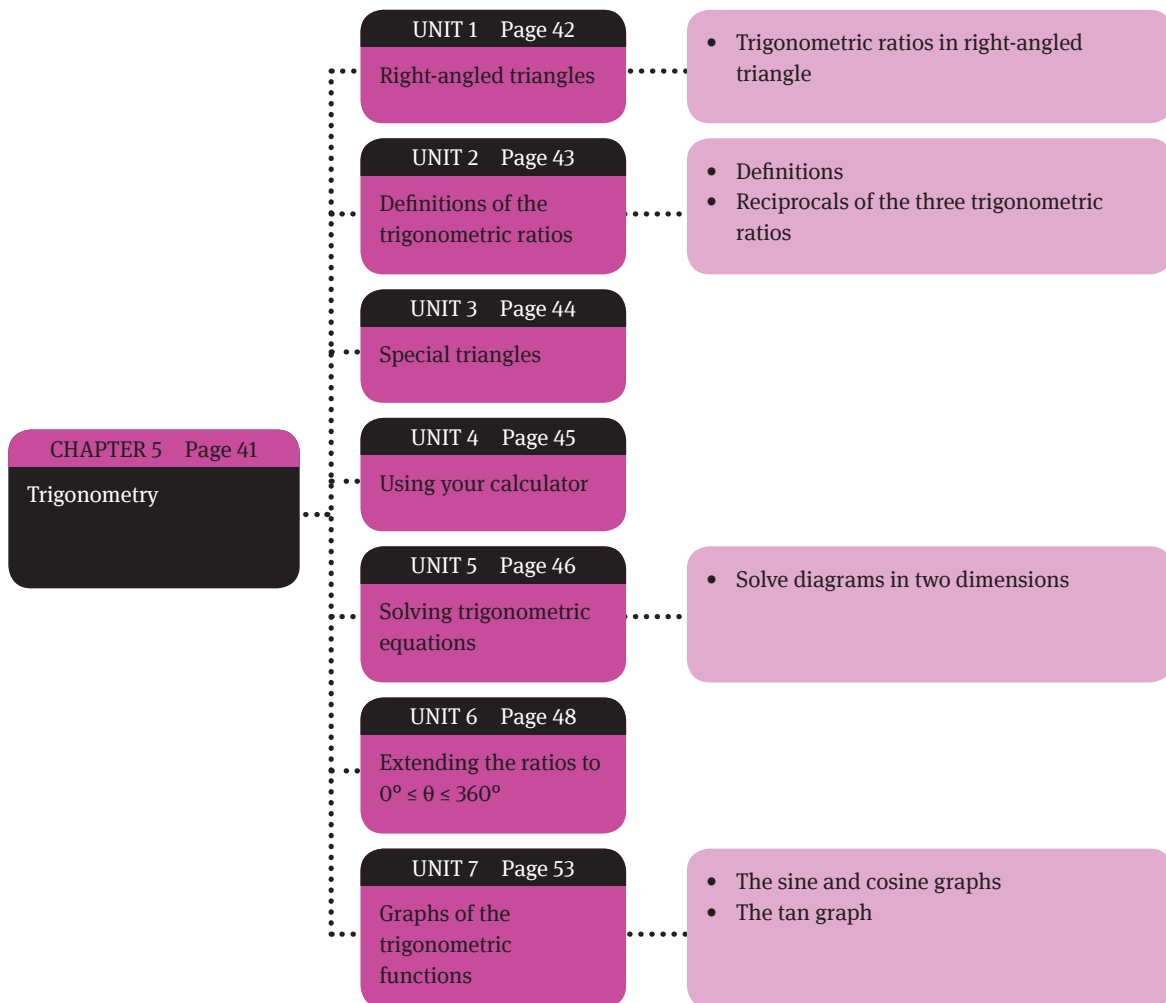 UNIT 1 Page 42
Right-angled triangles
• Trigonometric ratios in right-angled
triangle
UNIT 2 Page 43
Definitions of the
trigonometric ratios
• Definitions
• Reciprocals of the three trigonometric
ratios
UNIT 3 Page 44
Special triangles
CHAPTER 5 Page 41
Trigonometry
UNIT 4 Page 45
Using your calculator
UNIT 5 Page 46
Solving trigonometric
equations
• Solve diagrams in two dimensions
UNIT 6 Page 48
Extending the ratios to
0º ≤ θ ≤ 360º
UNIT 7 Page 53
Graphs of the
trigonometric
functions
• The sine and cosine graphs
• The tan graph